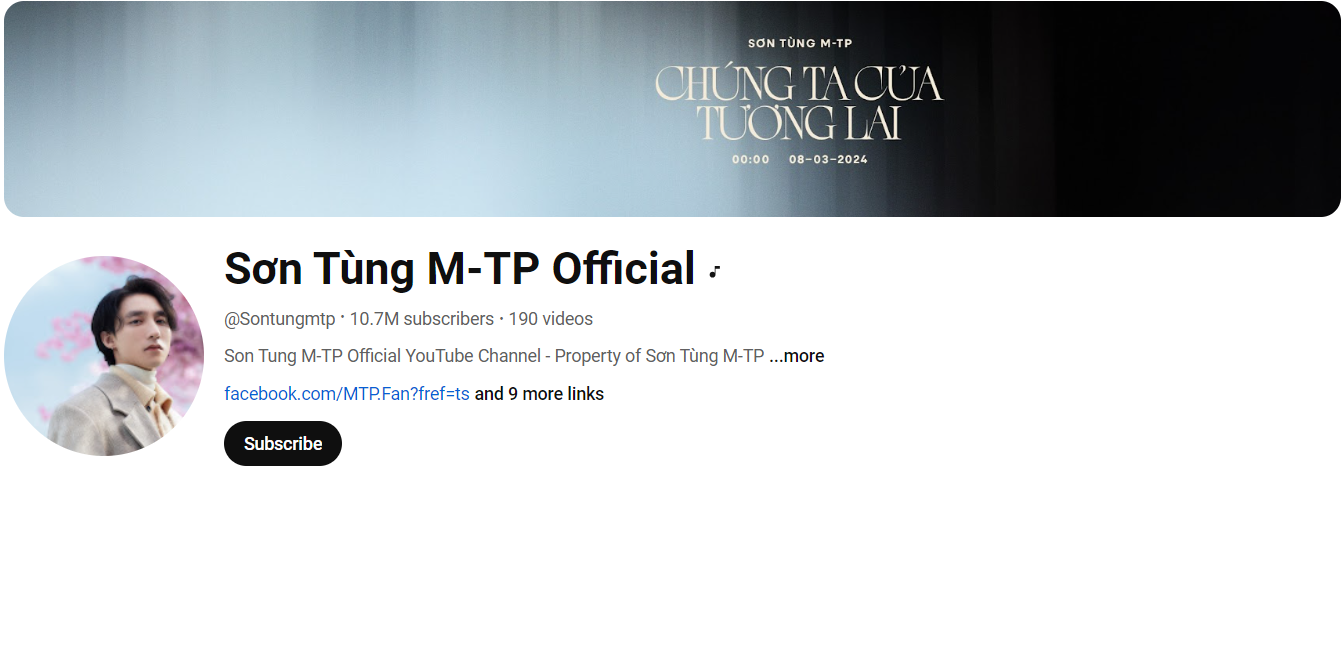 SƠN TÙNG M-TP
CHÚNG TA CỦA
TƯƠNG LAI
00:00 08-03-2024
Sơn Tùng M-TP Official
@Sontungmtp · 10.7M subscribers · 190 videos
Son Tung M-TP Official YouTube Channel - Property of Sơn Tùng M-TP ...more
facebook.com/MTP.Fan?fref=ts and 9 more links
Subscribe